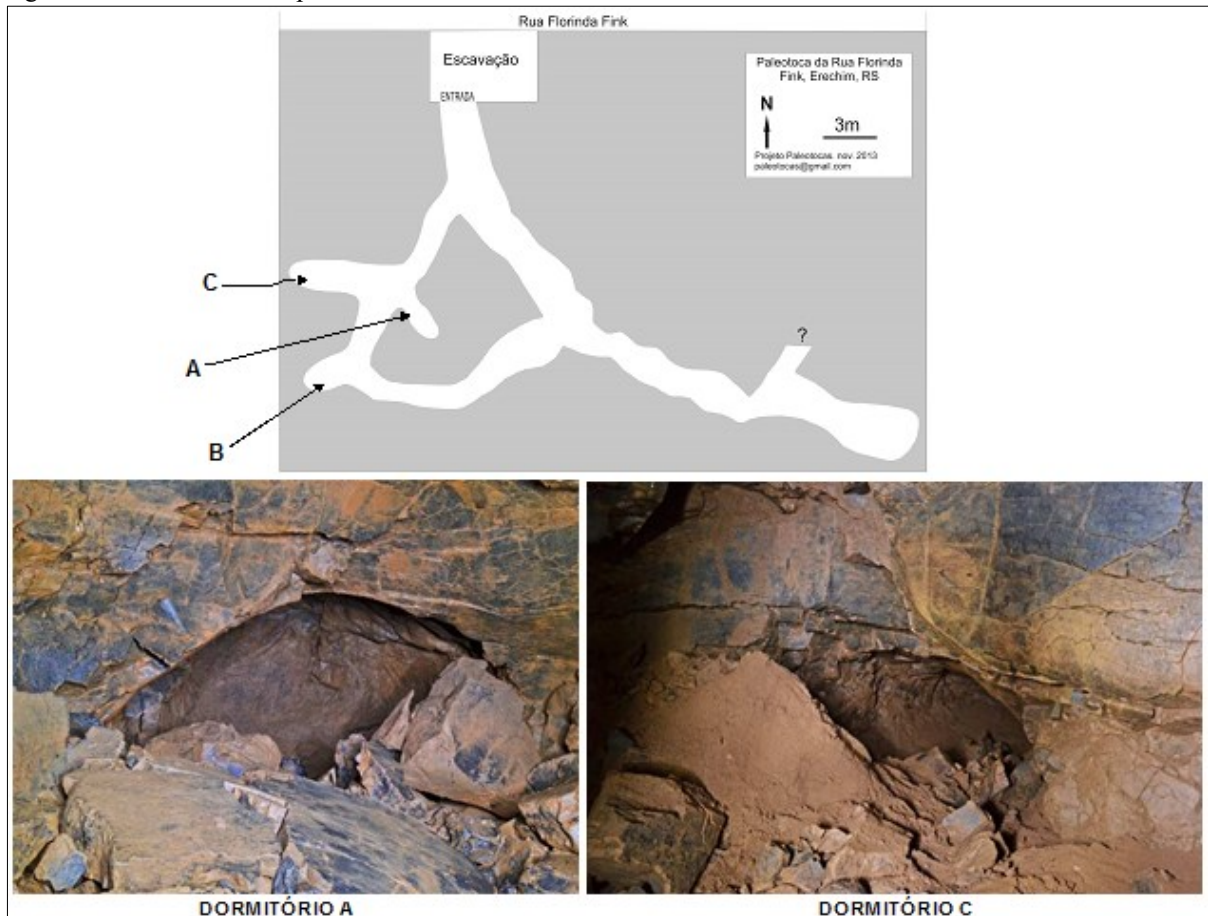 Rua Florinda Fink
Escavação
ENTRADA
Paleotoca da Rua Florinda
Fink, Erechim, RS
N
3m
Projeto Paleotocas. nov. 2013
paleotocas@gmail.com
C
A
?
B
DORMITÓRIO A
DORMITÓRIO C